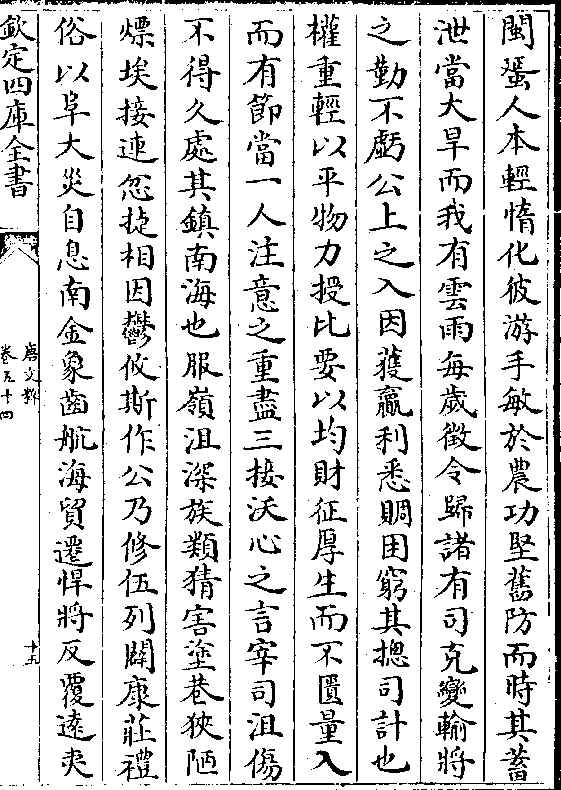 閩蜑人本輕惰化彼游手敏於農功堅舊防而時其蓄
泄當大旱而我有雲雨每歲徴令歸諸有司克變輸將
之勤不虧公上之入因獲羸利悉賙困窮其揔司計也
權重輕以平物力授比要以均財征厚生而不匱量入
而有節當一人注意之重盡三接沃心之言宰司沮傷
不得久處其鎮南海也服嶺沮深族類猜害塗巷狹陋
熛埃接連忽捷相因鬱攸斯作公乃修伍列闢康莊禮
俗以阜大災自息南金象齒航海貿遷悍將反覆遠夷
欽定四庫全書
唐文粹
卷五十四
十五